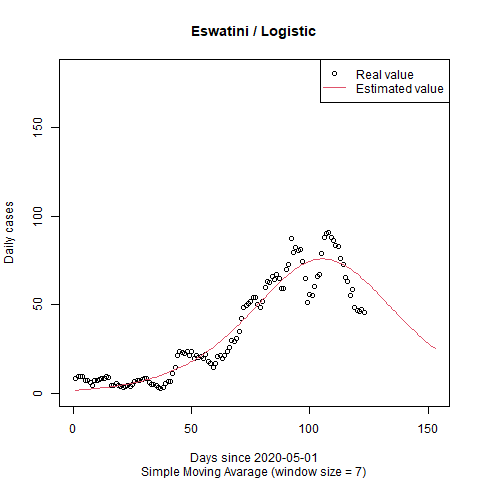 Eswatini / Logistic
Real value
Estimated value
Daily cases
150
100
50
0
0 50 100 150
Days since 2020-05-01
Simple Moving Avarage (window size = 7)